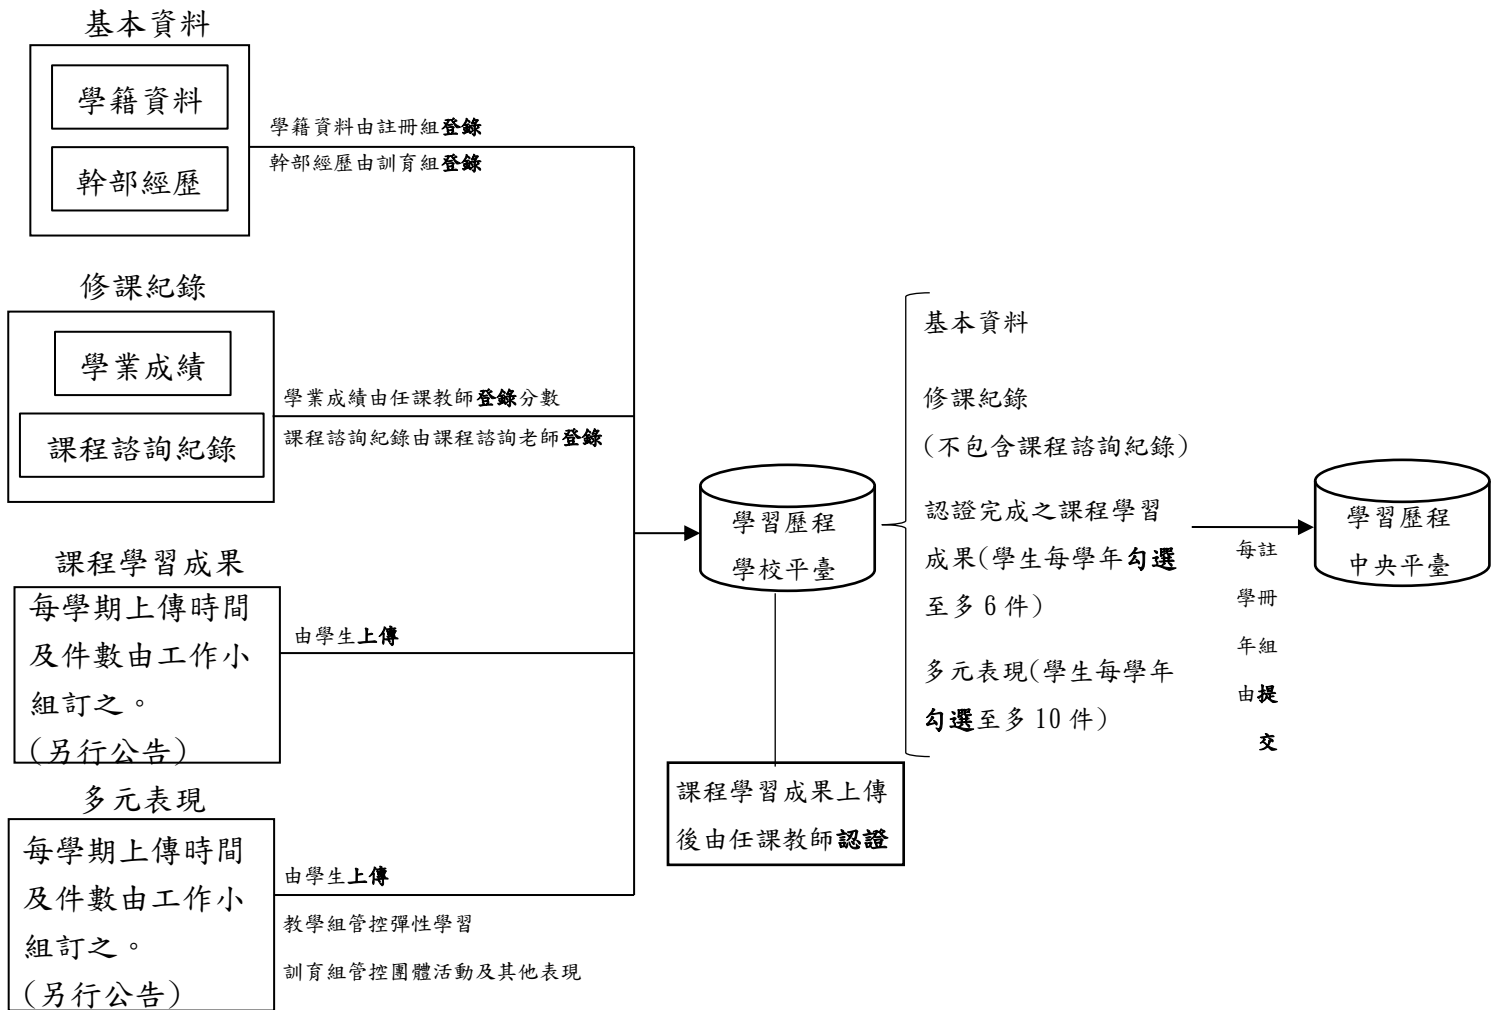 基本資料
學籍資料
幹部經歷
學籍資料由註冊組登錄
幹部經歷由訓育組登錄
修課紀錄
學業成績
課程諮詢紀錄
學業成績由任課教師登錄分數
課程諮詢紀錄由課程諮詢老師登錄
課程學習成果
每學期上傳時間
及件數由工作小
組訂之。
(另行公告)
由學生上傳
多元表現
每學期上傳時間
及件數由工作小
組訂之。
(另行公告)
由學生上傳
教學組管控彈性學習
訓育組管控團體活動及其他表現
學習歷程
學校平臺
課程學習成果上傳
後由任課教師認證
基本資料
修課紀錄
(不包含課程諮詢紀錄)
認證完成之課程學習
成果(學生每學年勾選
至多 6 件)
多元表現(學生每學年
勾選至多 10 件)
每註
學冊
年組
由提
交
學習歷程
中央平臺